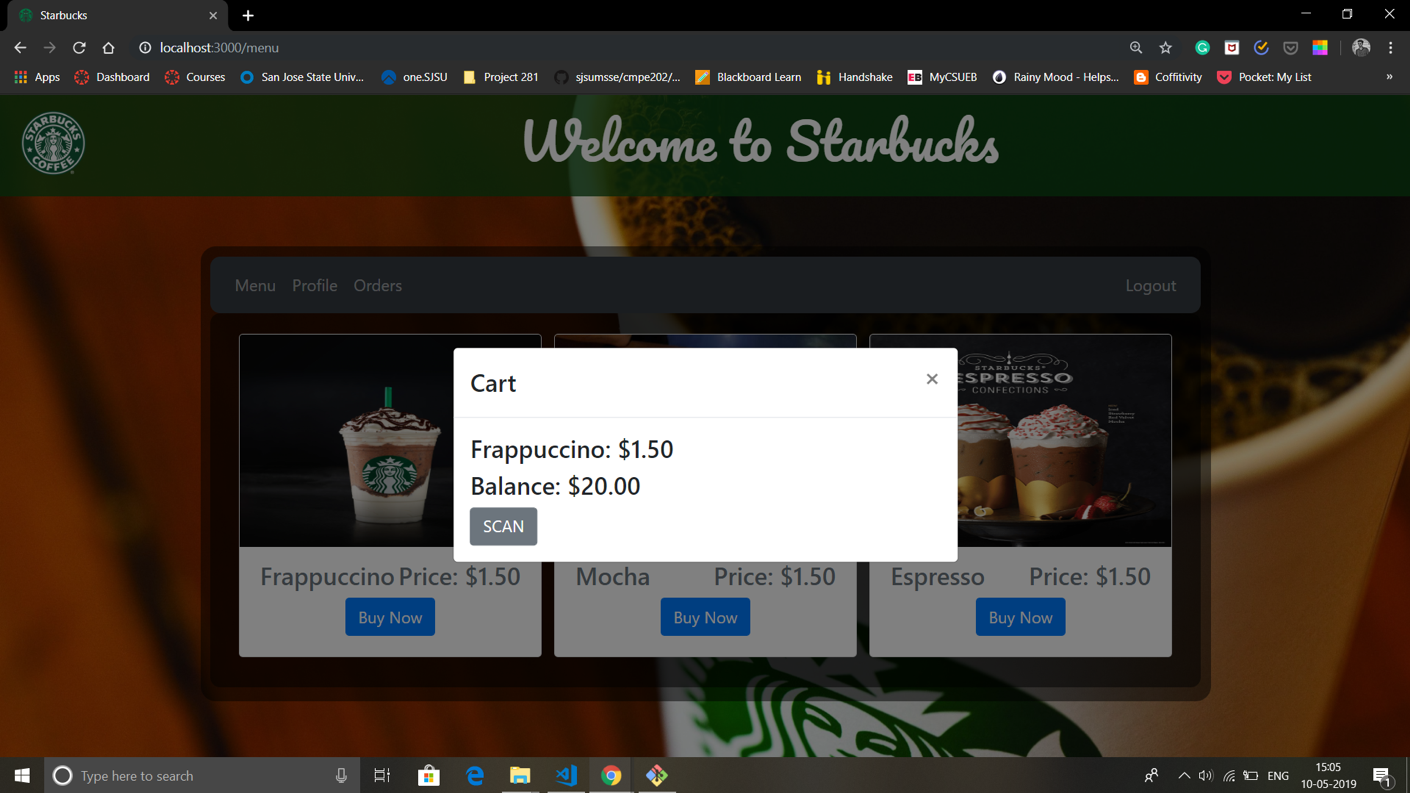 Starbucks
localhost:3000/menu
Apps Dashboard Courses San Jose State Univ... one.SJSU Project 281 sjsumsse/cmpe202/... Blackboard Learn Handshake EB MyCSUEB Rainy Mood - Helps... Coffitivity Pocket: My List »
STARBUCKS COFFEE
Welcome to Starbucks
Menu Profile Orders Logout
STARBUCKS®
ESPRESSO
CONFECTIONS
Cart ×
Frappuccino: $1.50
Balance: $20.00
SCAN
Frappuccino Price: $1.50 Mocha Price: $1.50 Espresso Price: $1.50
Buy Now Buy Now Buy Now
Type here to search
ENG
15:05
10-05-2019
1